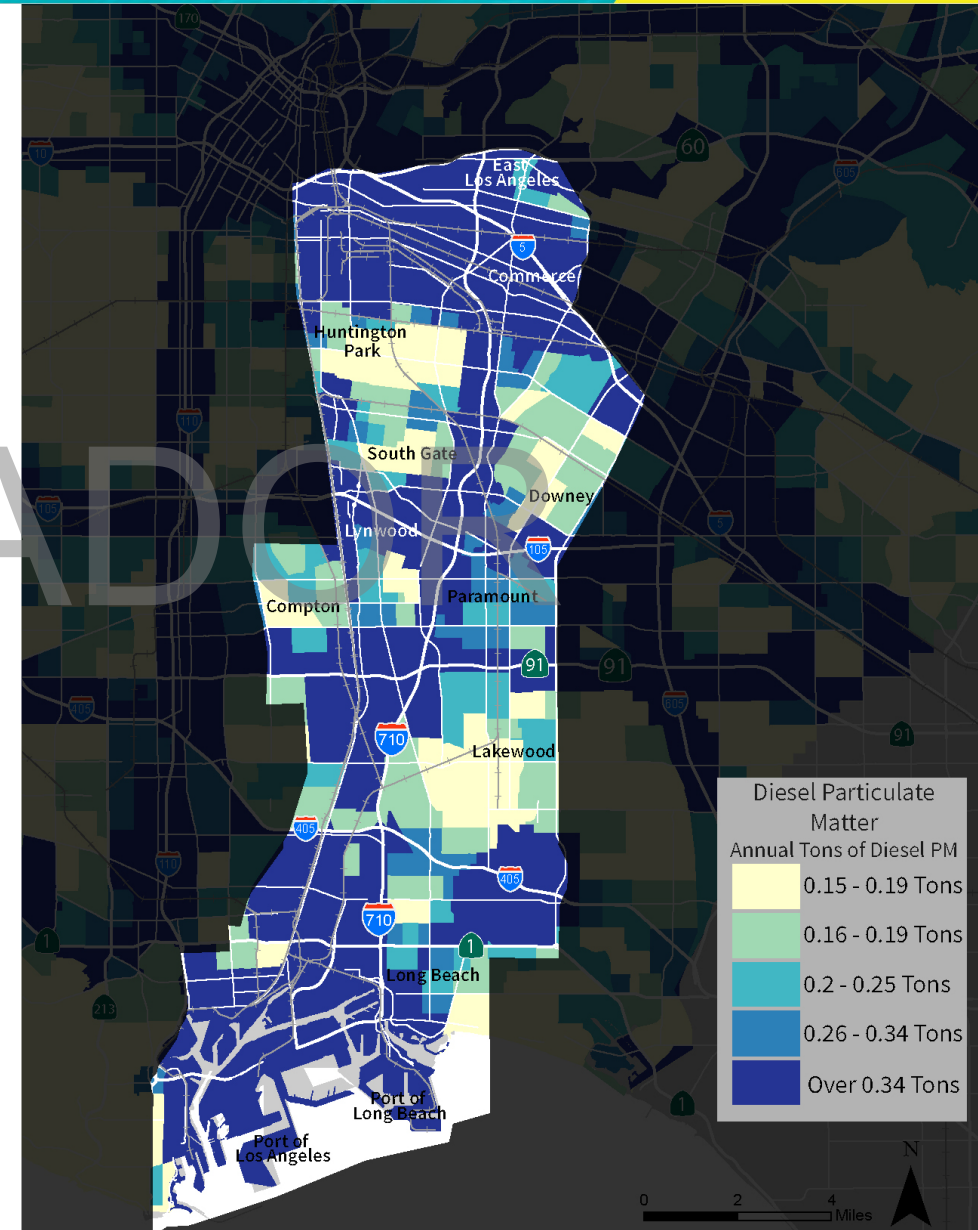 170
10
60
605
East
Los Angeles
5
Commerce
Huntington
Park
110
South Gate
ADOR
Downey
105
5
Lynwood
105
Compton
Paramount
91
91
405
605
710
91
Lakewood
Diesel Particulate
Matter
Annual Tons of Diesel PM
0.15 - 0.19 Tons
0.16 - 0.19 Tons
0.2 - 0.25 Tons
0.26 - 0.34 Tons
Over 0.34 Tons
405
110
405
710
1
1
Long Beach
213
1
Port of
Long Beach
Port of
Los Angeles
N
0 2 4
Miles